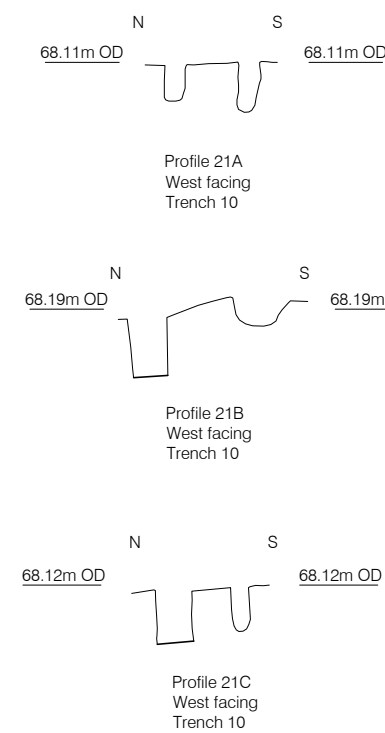 N S
68.11m OD 68.11m OD
Profile 21A
West facing
Trench 10
N S
68.19m OD 68.19m
Profile 21B
West facing
Trench 10
N S
68.12m OD 68.12m OD
Profile 21C
West facing
Trench 10